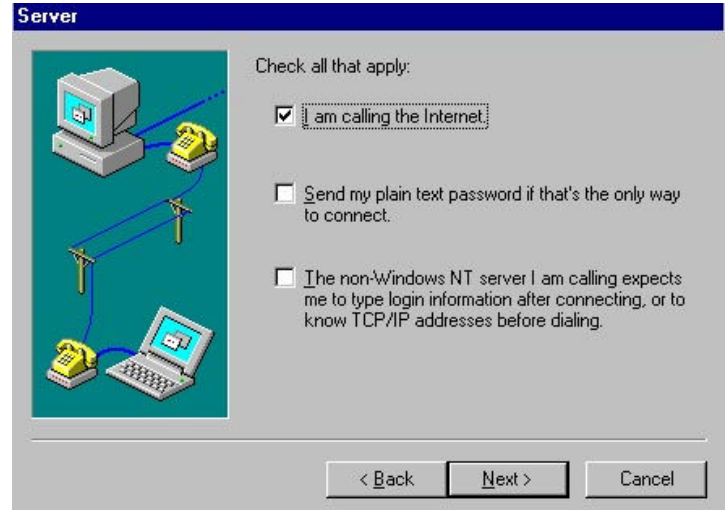 Server
Check all that apply:
I am calling the Internet.
Send my plain text password if that's the only way
to connect.
The non-Windows NT server I am calling expects
me to type login information after connecting, or to
know TCP/IP addresses before dialing.
< Back
Next >
Cancel